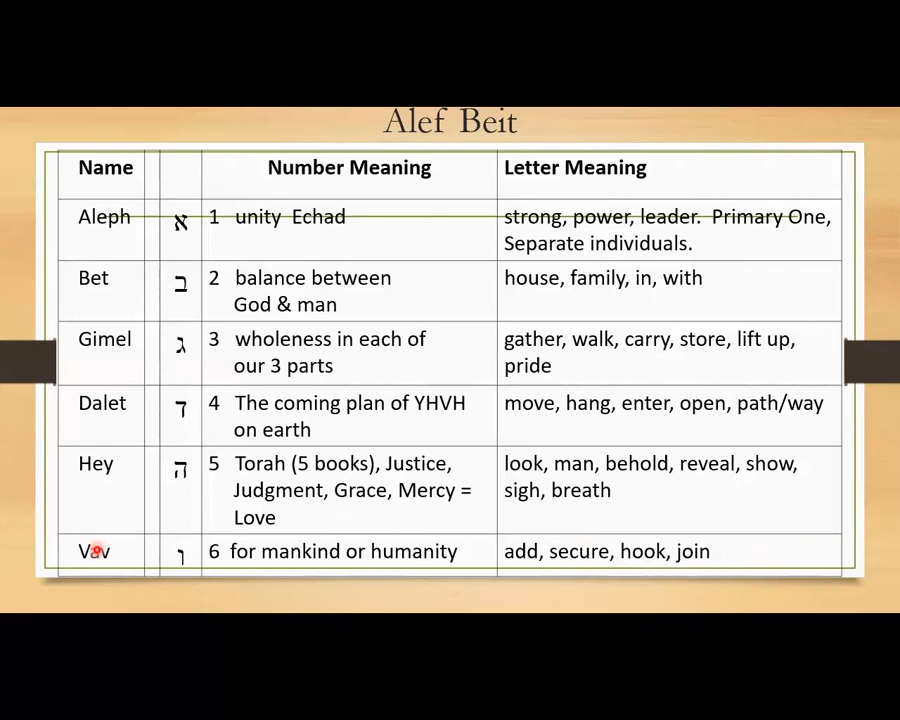 Alef Beit
Name Number Meaning Letter Meaning
Aleph א 1 unity Echad strong, power, leader. Primary One,
Separate individuals.
Bet ב 2 balance between house, family, in, with
God & man
Gimel ג 3 wholeness in each of gather, walk, carry, store, lift up,
our 3 parts pride
Dalet ד 4 The coming plan of YHVH move, hang, enter, open, path/way
on earth
Hey ה 5 Torah (5 books), Justice, look, man, behold, reveal, show,
Judgment, Grace, Mercy = sigh, breath
Love
Vav ו 6 for mankind or humanity add, secure, hook, join